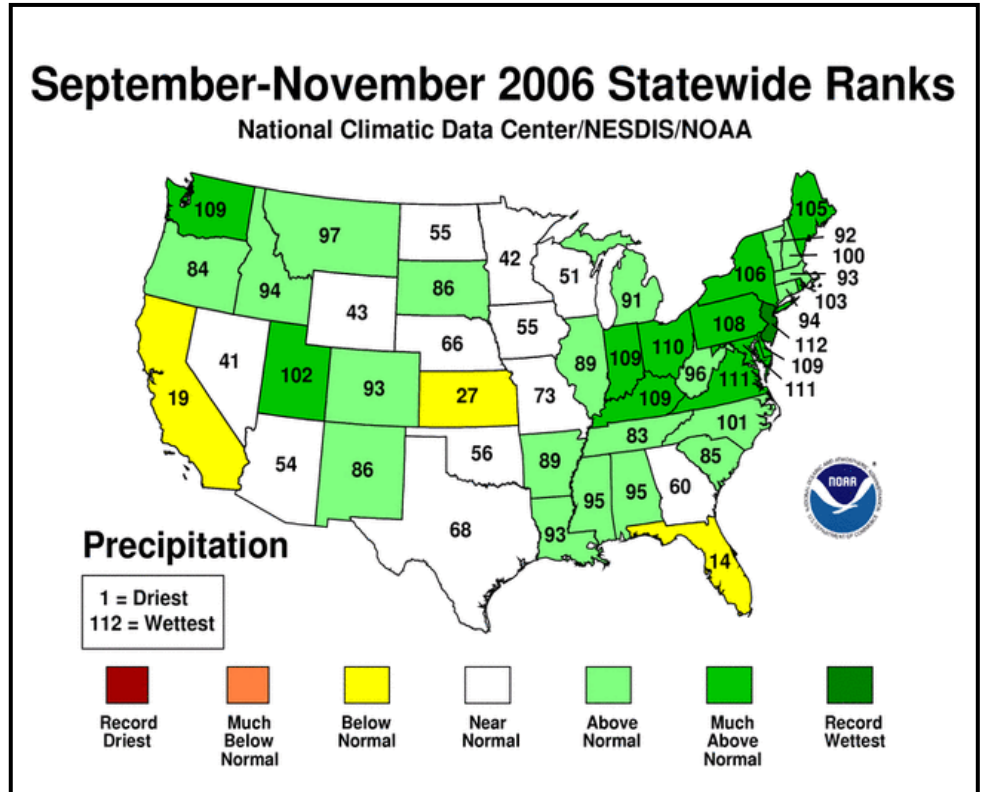 September-November 2006 Statewide Ranks
National Climatic Data Center/NESDIS/NOAA
109
97
55
42
105
92
100
84
94
86
51
91
106
93
103
43
55
108
94
112
41
66
89
109
110
109
102
93
27
73
96
111
111
19
109
101
54
86
56
89
83
85
68
93
95
95
60
14
NOAA
Precipitation
1 = Driest
112 = Wettest
Record
Driest
Much
Below
Normal
Below
Normal
Near
Normal
Above
Normal
Much
Above
Normal
Record
Wettest